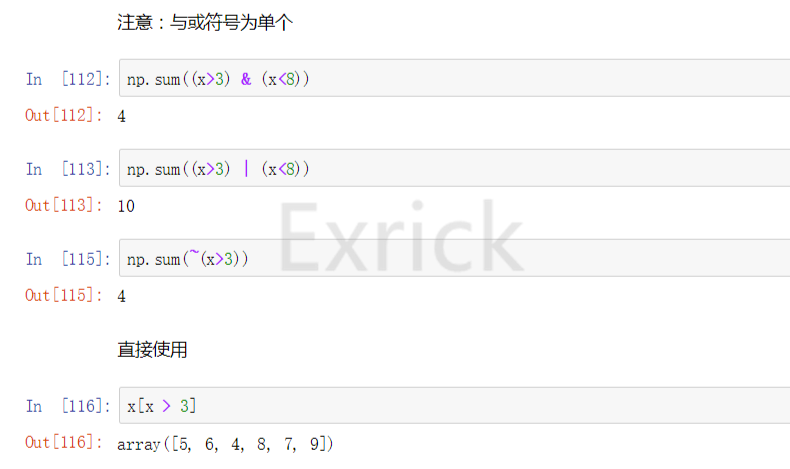 注意：与或符号为单个
In [112]: np.sum((x>3) & (x<8))
Out[112]: 4
In [113]: np.sum((x>3) | (x<8))
Out[113]: 10
Exrick
In [115]: np.sum(~(x>3))
Out[115]: 4
直接使用
In [116]: x[x > 3]
Out[116]: array([5, 6, 4, 8, 7, 9])